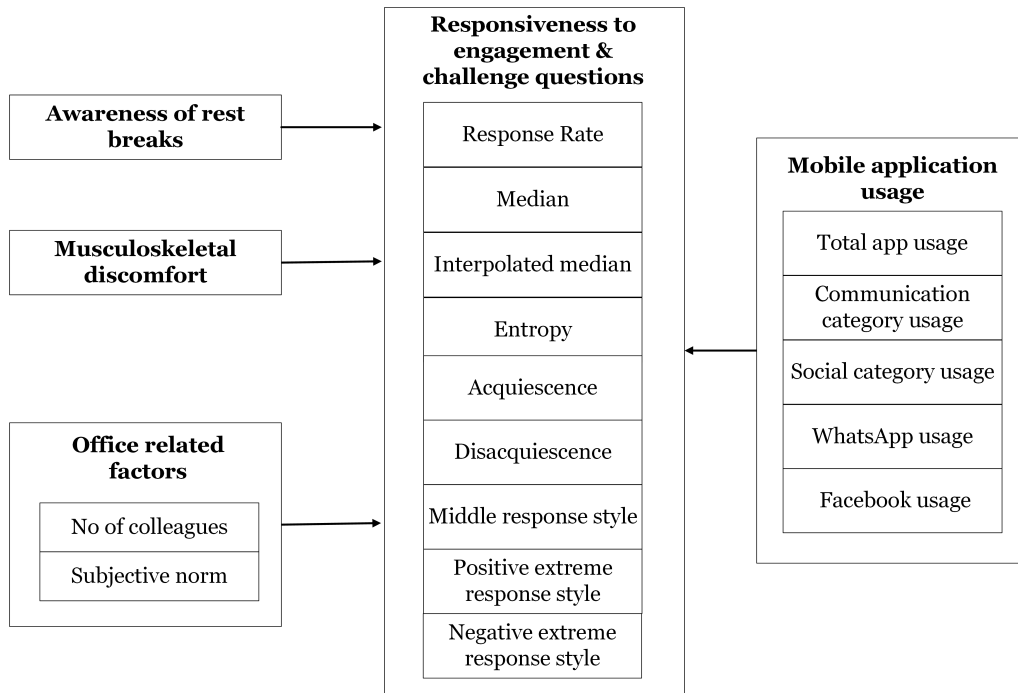 Awareness of rest
breaks
Musculoskeletal
discomfort
Office related
factors
No of colleagues
Subjective norm
Responsiveness to
engagement &
challenge questions
Response Rate
Median
Interpolated median
Entropy
Acquiescence
Disacquiescence
Middle response style
Positive extreme
response style
Negative extreme
response style
Mobile application
usage
Total app usage
Communication
category usage
Social category usage
WhatsApp usage
Facebook usage